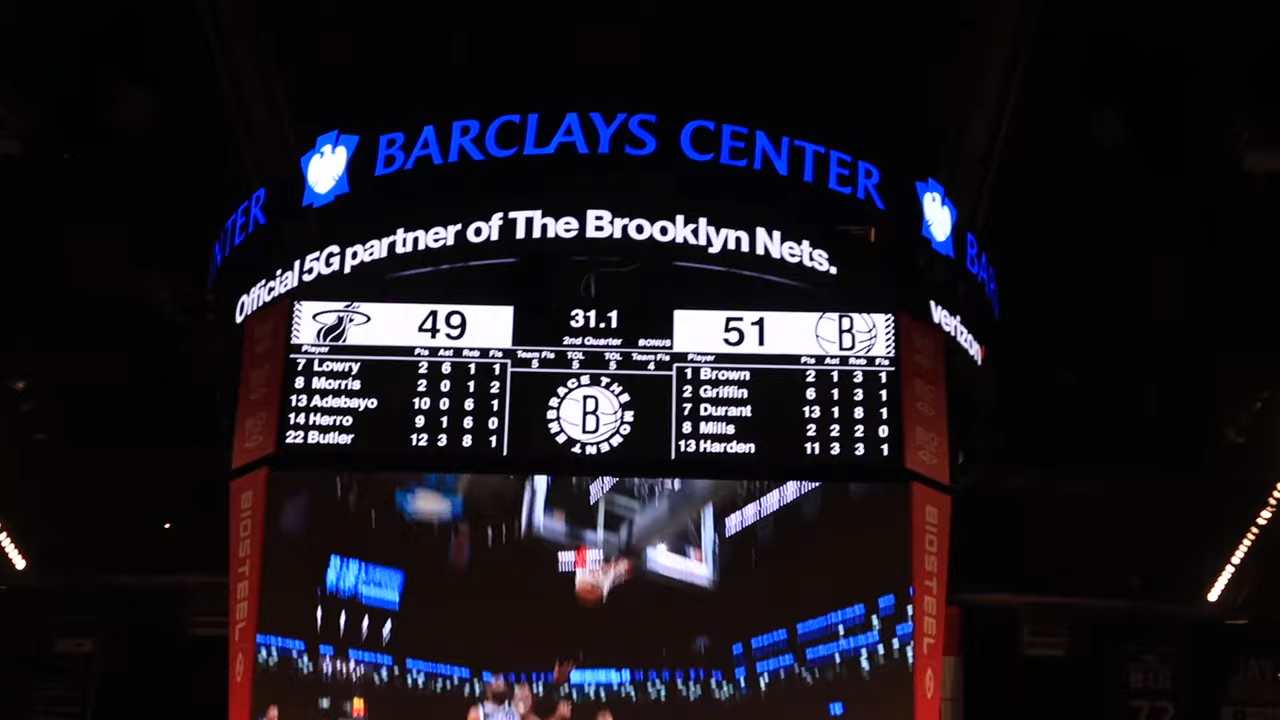 BARCLAYS CENTER
NTER
BA
Official 5G partner of The Brooklyn Nets.
verizon
49 31.1 51 B
2nd Quarter BONUS
Player Pts Ast Reb Fls
7 Lowry 2 6 1 1
8 Morris 2 0 1 2
13 Adebayo 10 0 6 1
14 Herro 9 1 6 0
22 Butler 12 3 8 1
Team Fls TOL TOL Team Fls
5 5 5 4
EMBRACE THE MOMENT
B
Player Pts Ast Reb Fls
1 Brown 2 1 3 1
2 Griffin 6 1 3 1
7 Durant 13 1 8 1
8 Mills 2 2 2 0
13 Harden 11 3 3 1
BIOSTEEL
BIOSTEEL